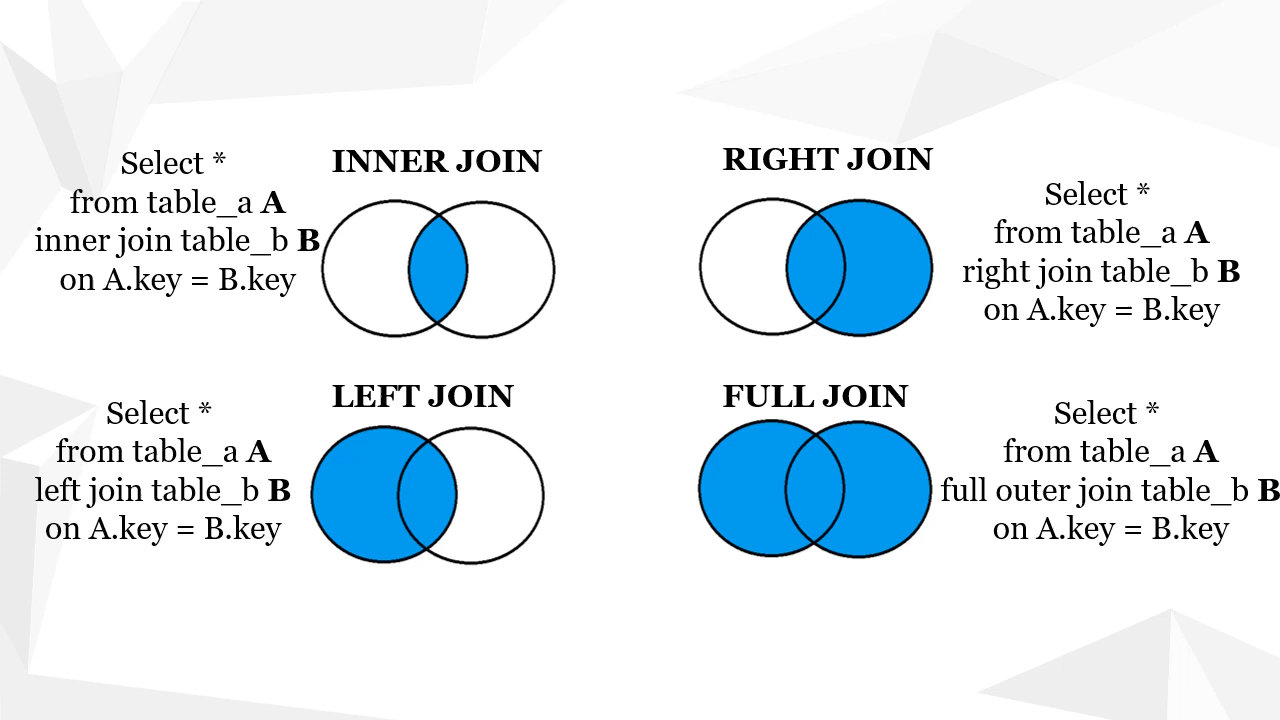 INNER JOIN
Select *
from table_a A
inner join table_b B
on A.key = B.key
RIGHT JOIN
Select *
from table_a A
right join table_b B
on A.key = B.key
LEFT JOIN
Select *
from table_a A
left join table_b B
on A.key = B.key
FULL JOIN
Select *
from table_a A
full outer join table_b B
on A.key = B.key